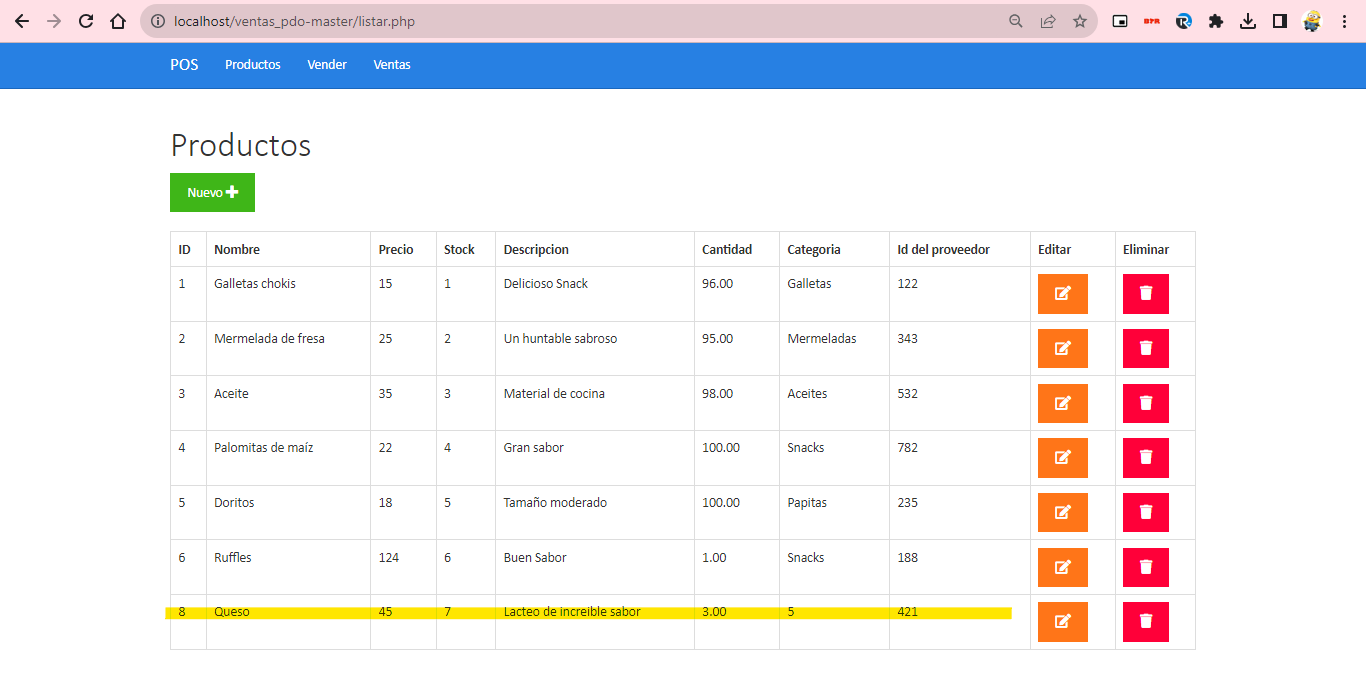 localhost/ventas_pdo-master/listar.php
POS Productos Vender Ventas
Productos
Nuevo
ID Nombre Precio Stock Descripcion Cantidad Categoria Id del proveedor Editar Eliminar
1 Galletas chokis 15 1 Delicioso Snack 96.00 Galletas 122
2 Mermelada de fresa 25 2 Un huntable sabroso 95.00 Mermeladas 343
3 Aceite 35 3 Material de cocina 98.00 Aceites 532
4 Palomitas de maíz 22 4 Gran sabor 100.00 Snacks 782
5 Doritos 18 5 Tamaño moderado 100.00 Papitas 235
6 Ruffles 124 6 Buen Sabor 1.00 Snacks 188
8 Queso 45 7 Lacteo de increible sabor 3.00 5 421